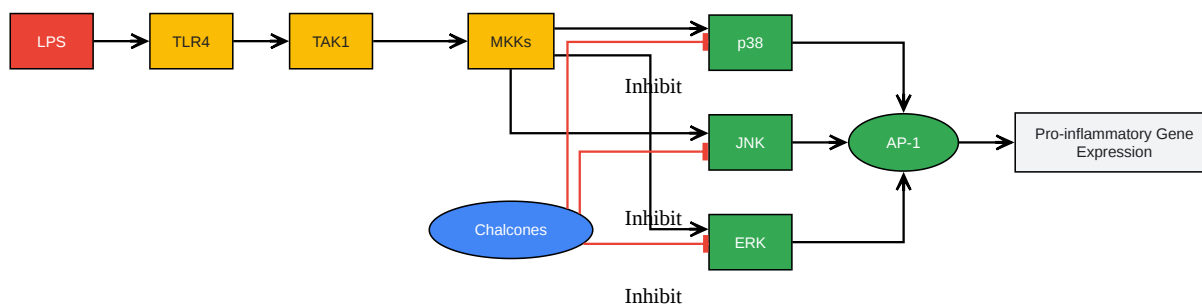 LPS
TLR4
TAK1
MKKs
p38
Inhibit
JNK
AP-1
Pro-inflammatory Gene
Expression
Inhibit
Chalcones
ERK
Inhibit